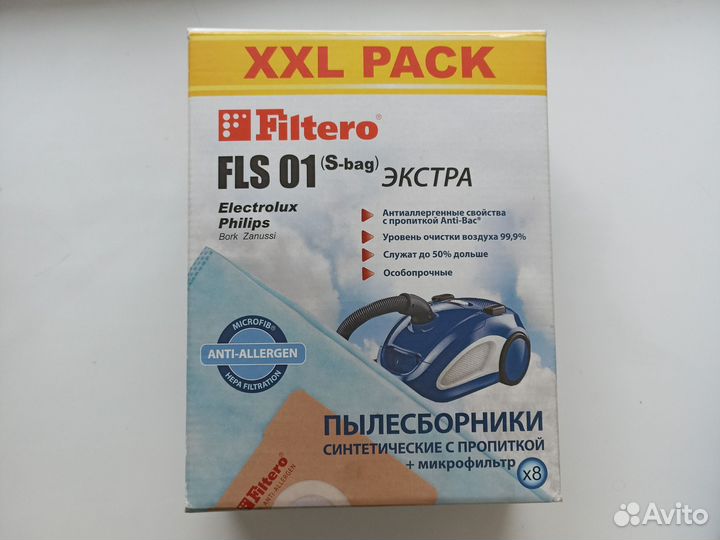 XXL PACK
Filtero®
FLS 01 (S-bag) ЭКСТРА
Electrolux
Philips
Bork Zanussi
Антиаллергенные свойства
с пропиткой Anti-Bac®
Уровень очистки воздуха 99,9%
Служат до 50% дольше
Особопрочные
MICROFIB®
ANTI-ALLERGEN
HEPA FILTRATION
ПЫЛЕСБОРНИКИ
СИНТЕТИЧЕСКИЕ С ПРОПИТКОЙ
+ микрофильтр x8
Filtero®
ANTI-ALLERGEN
Avito